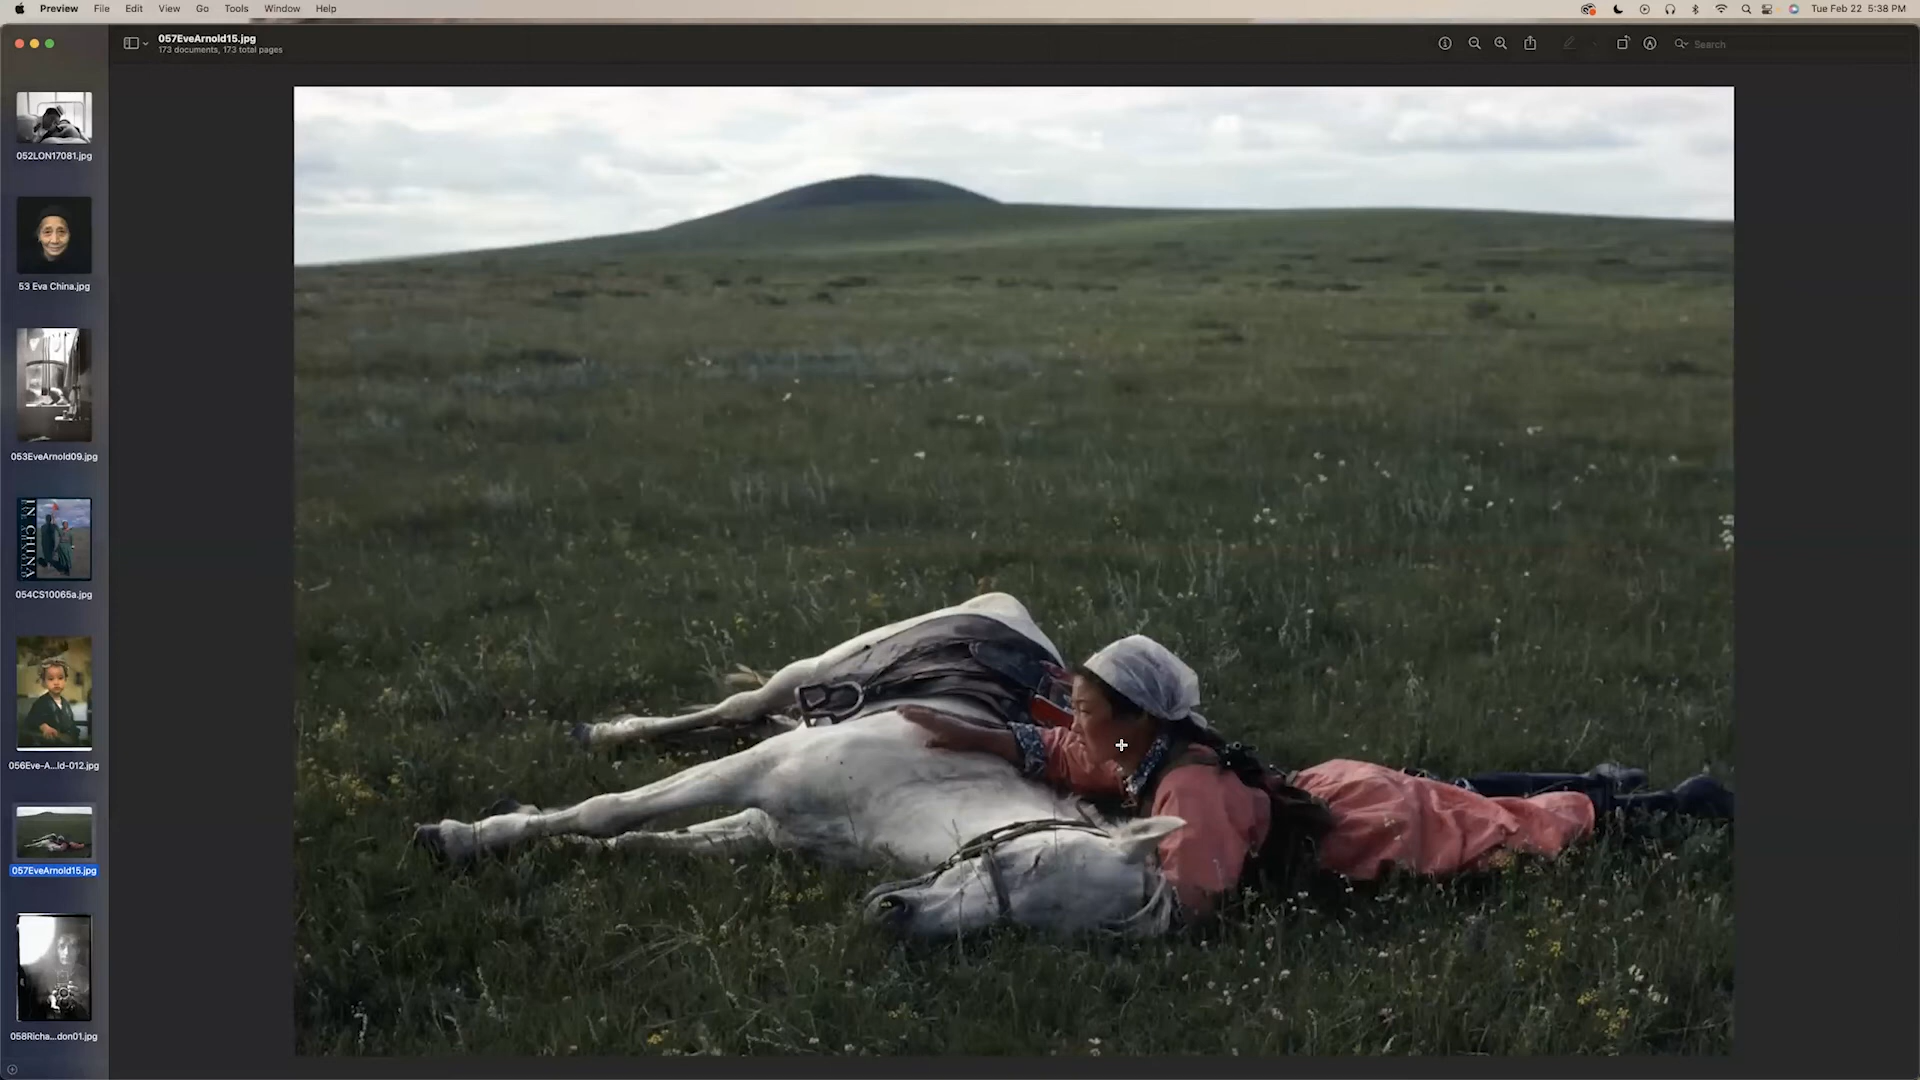 Preview File Edit View Go Tools Window Help
Tue Feb 22 5:38 PM
057EveArnold15.jpg
173 documents, 173 total pages
Search
052LON17081.jpg
53 Eva China.jpg
053EveArnold09.jpg
IN CHINA
054CS10065a.jpg
056Eve-A...ld-012.jpg
057EveArnold15.jpg
058Richa...don01.jpg